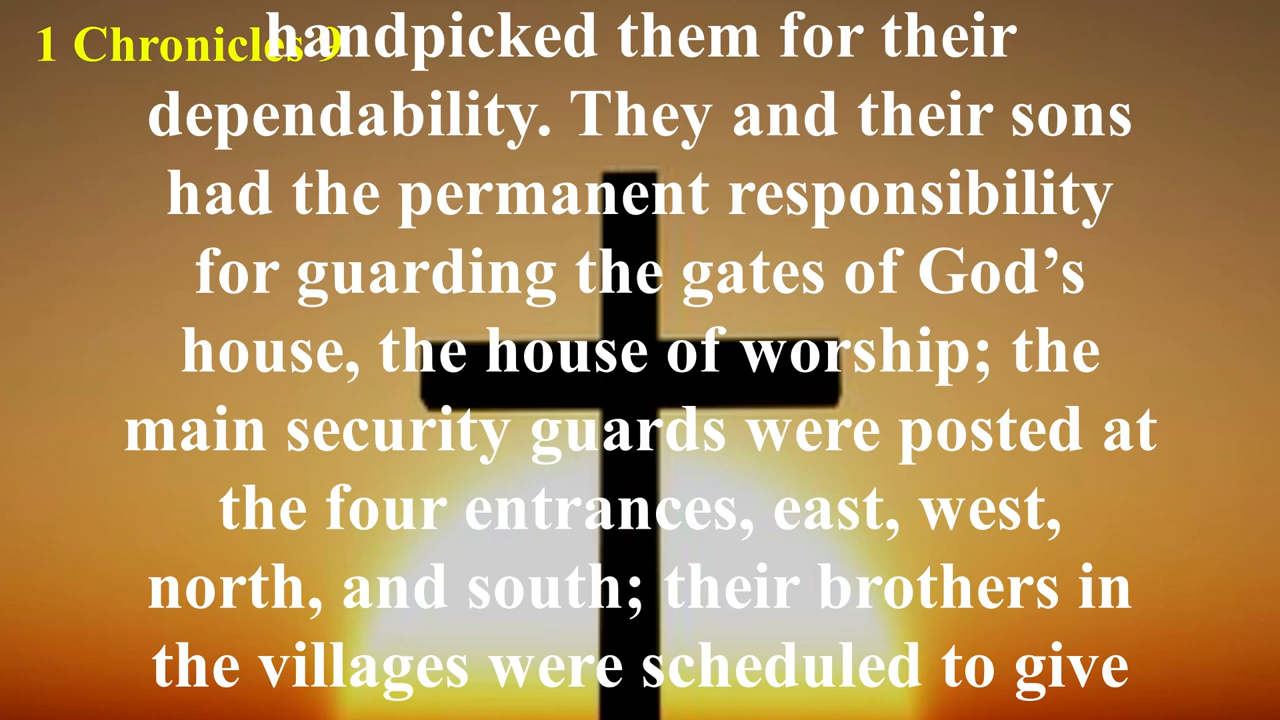 1 Chronicles 9
handpicked them for their
dependability. They and their sons
had the permanent responsibility
for guarding the gates of God’s
house, the house of worship; the
main security guards were posted at
the four entrances, east, west,
north, and south; their brothers in
the villages were scheduled to give